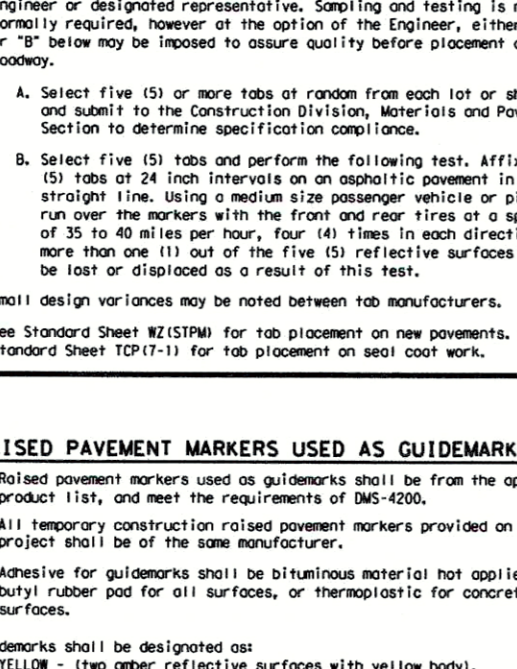 ngineer or designated representative. Sampling and testing is n
ormally required, however at the option of the Engineer, either
r "B" below may be imposed to assure quality before placement o
oadway.
A. Select five (5) or more tabs at random from each lot or sh
and submit to the Construction Division, Materials and Pav
Section to determine specification compliance.
B. Select five (5) tabs and perform the following test. Affix
(5) tabs at 24 inch intervals on an asphaltic pavement in
straight line. Using a medium size passenger vehicle or pi
run over the markers with the front and rear tires at a sp
of 35 to 40 miles per hour, four (4) times in each directi
more than one (1) out of the five (5) reflective surfaces
be lost or displaced as a result of this test.
mall design variances may be noted between tab manufacturers.
ee Standard Sheet WZ(STPM) for tab placement on new pavements.
tandard Sheet TCP(7-1) for tab placement on seal coat work.
ISED PAVEMENT MARKERS USED AS GUIDEMARK
Raised pavement markers used as guidemarks shall be from the ap
product list, and meet the requirements of DMS-4200.
All temporary construction raised pavement markers provided on
project shall be of the same manufacturer.
Adhesive for guidemarks shall be bituminous material hot applie
butyl rubber pad for all surfaces, or thermoplastic for concret
surfaces.
demarks shall be designated as:
YELLOW - (two amber reflective surfaces with yellow body).